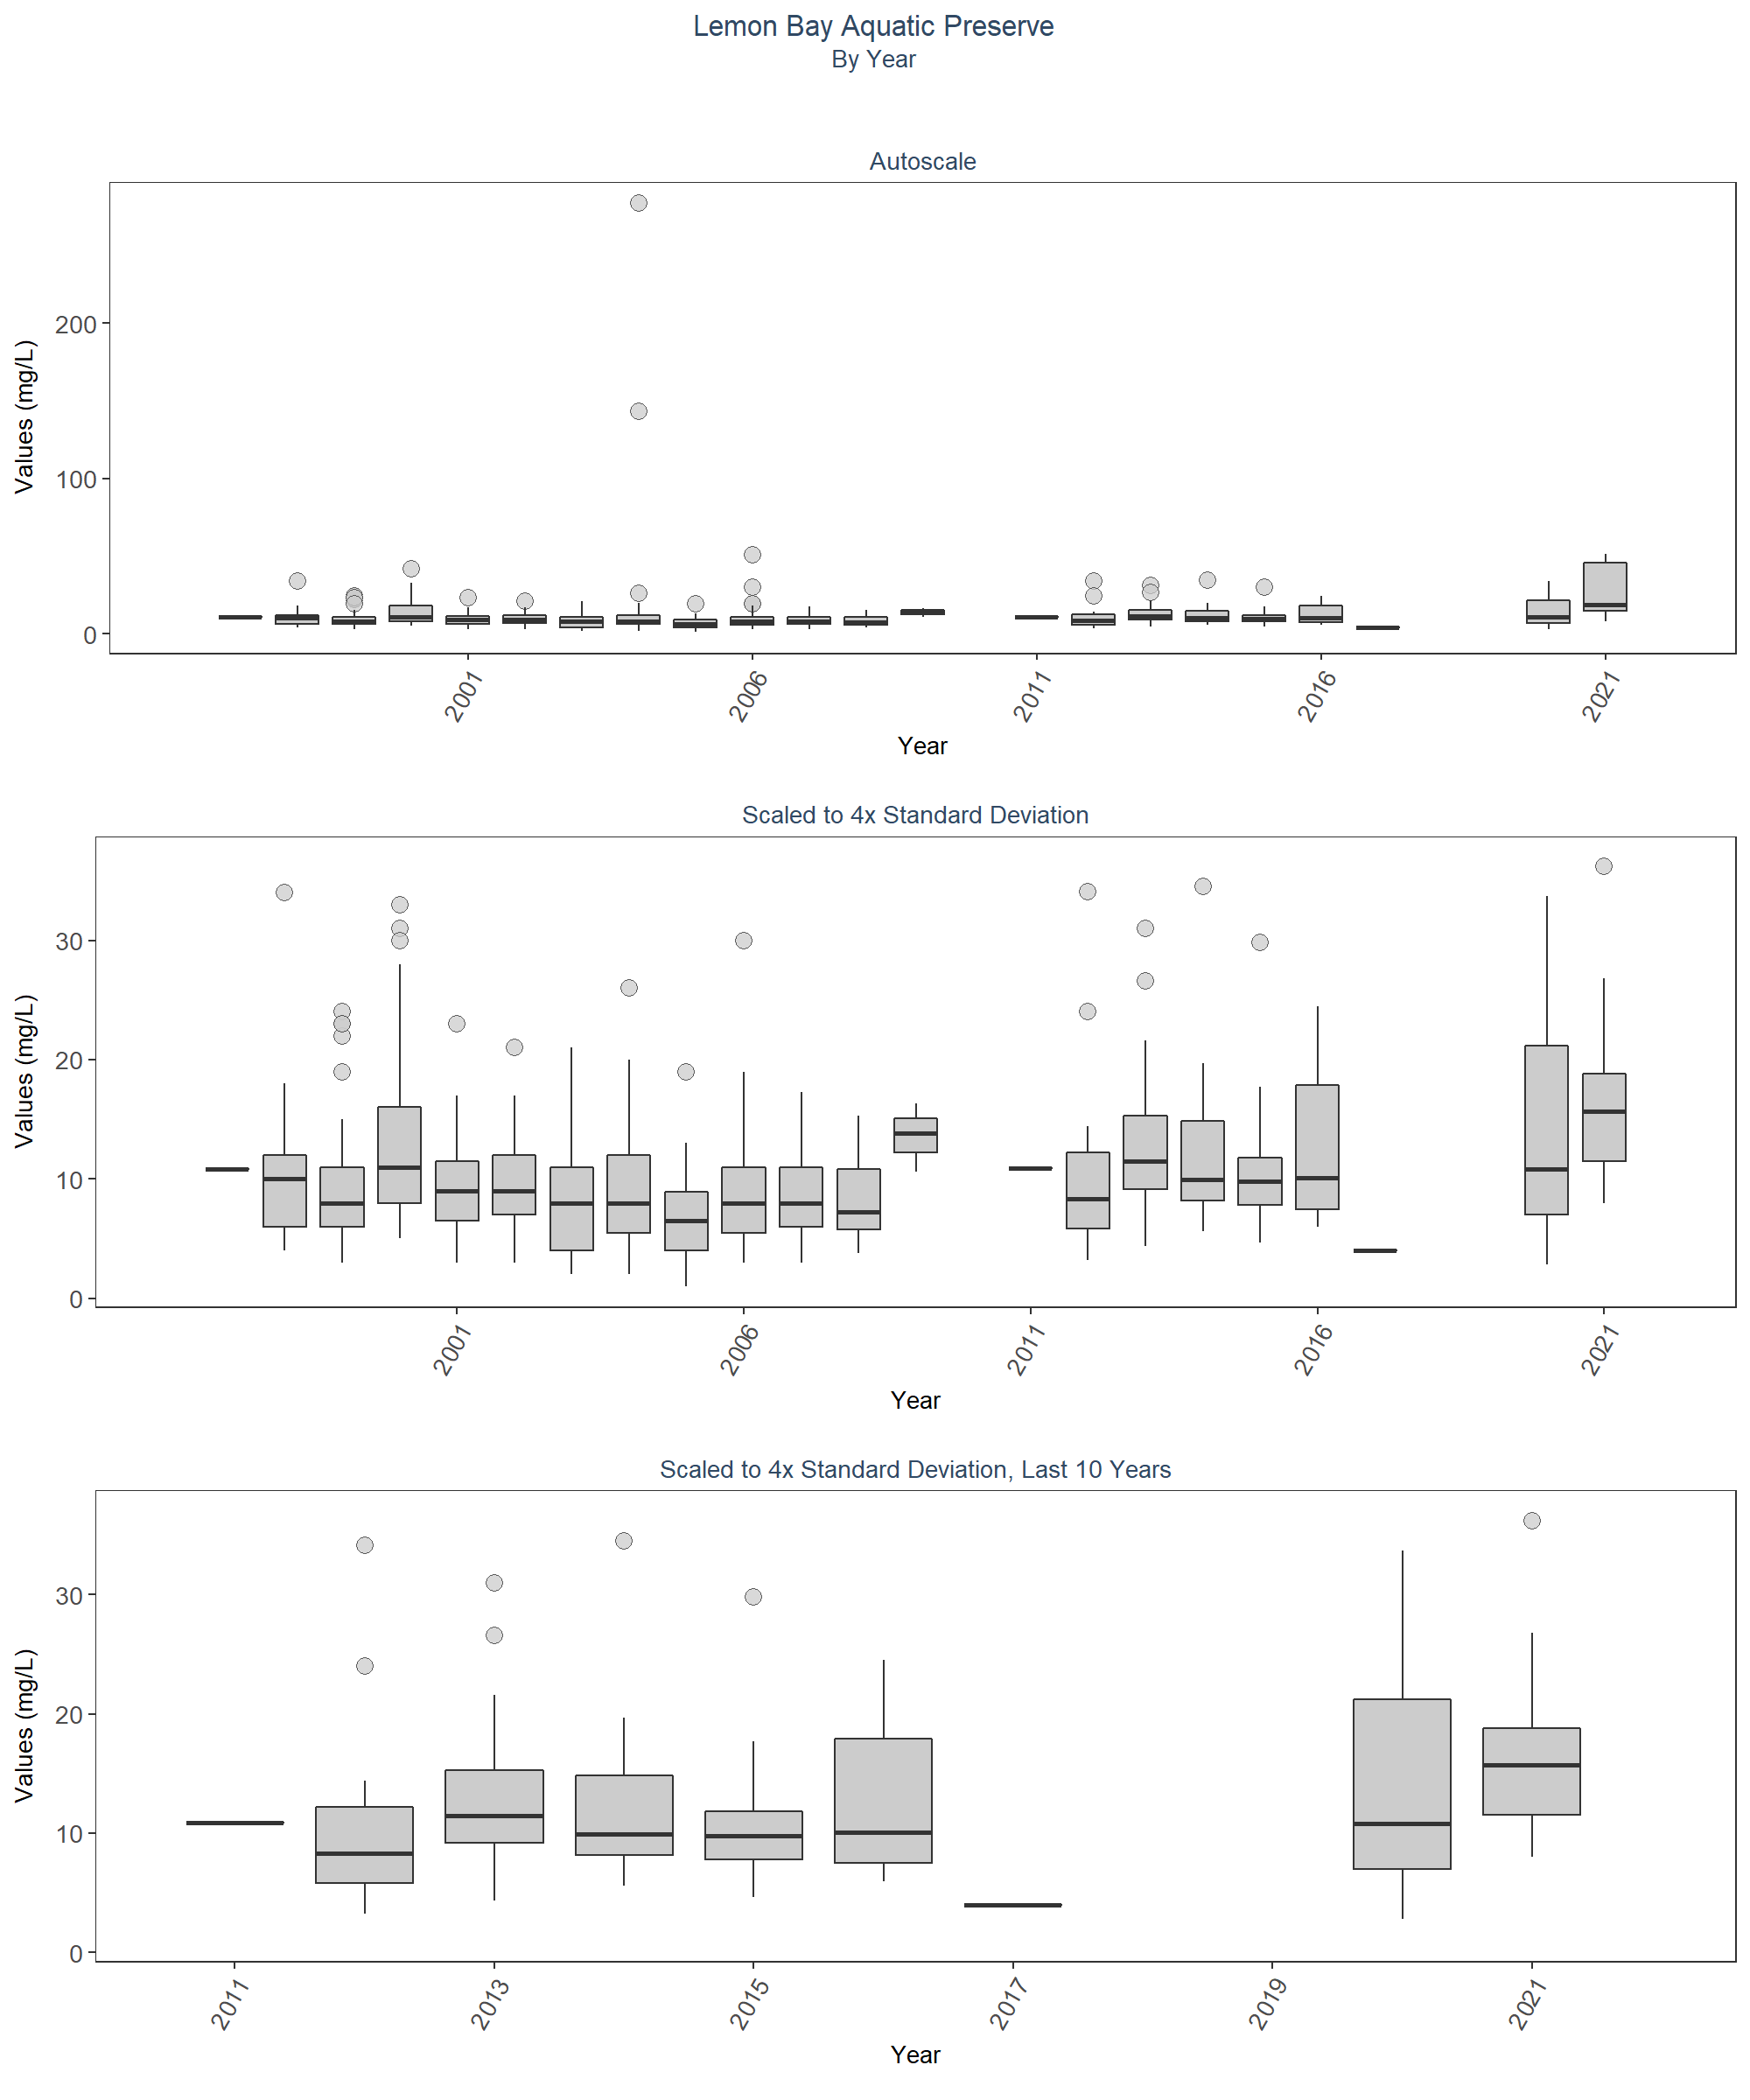 Lemon Bay Aquatic Preserve
By Year
Autoscale
Values (mg/L)
200
100
0
2001
2006
2011
2016
2021
Year
Scaled to 4x Standard Deviation
Values (mg/L)
30
20
10
0
2001
2006
2011
2016
2021
Year
Scaled to 4x Standard Deviation, Last 10 Years
Values (mg/L)
30
20
10
0
2011
2013
2015
2017
2019
2021
Year